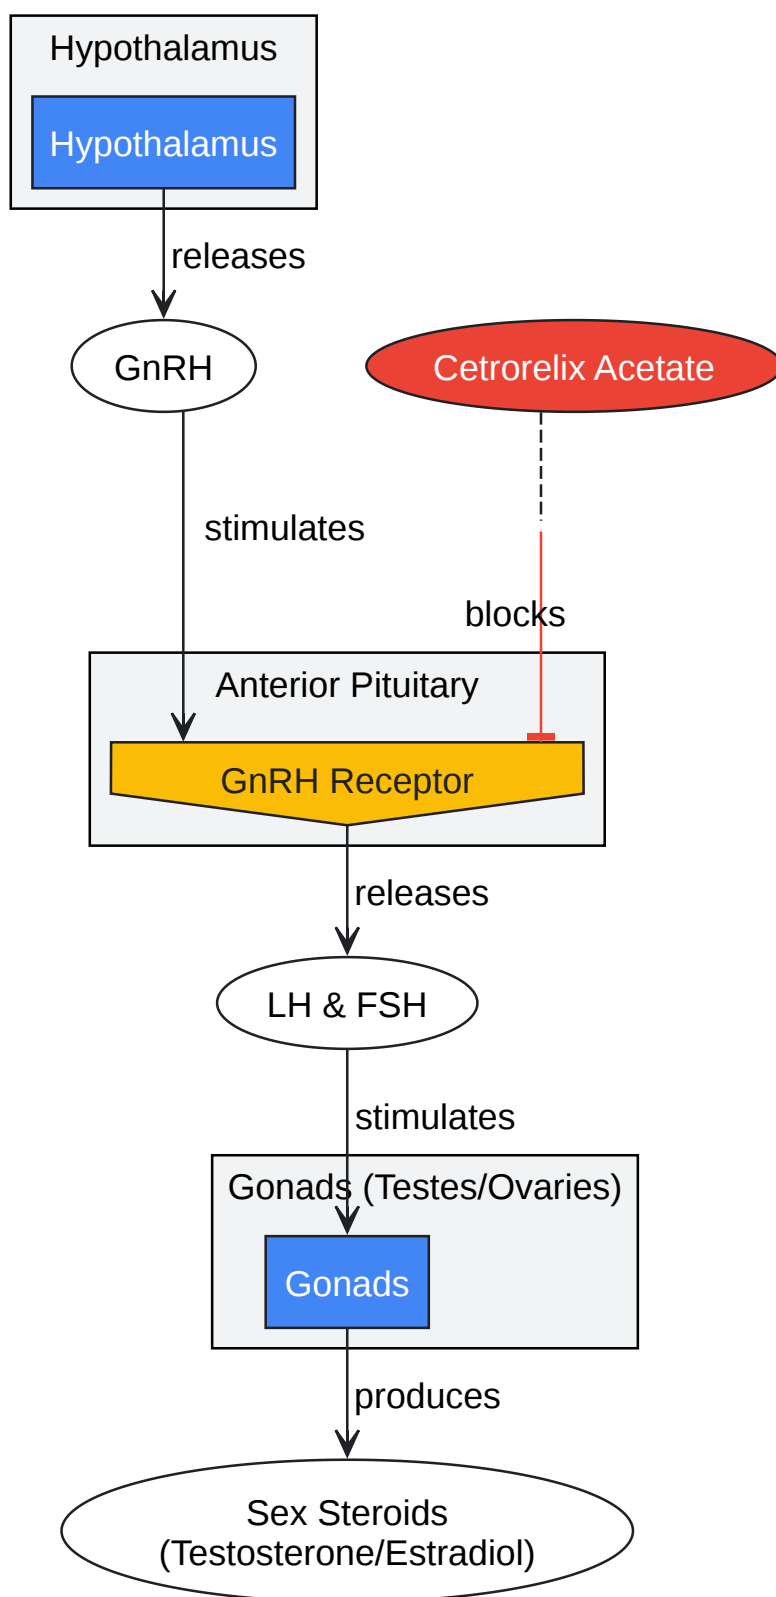 Hypothalamus
Hypothalamus
releases
GnRH
Cetrorelix Acetate
stimulates
blocks
Anterior Pituitary
GnRH Receptor
releases
LH & FSH
stimulates
Gonads (Testes/Ovaries)
Gonads
produces
Sex Steroids
(Testosterone/Estradiol)